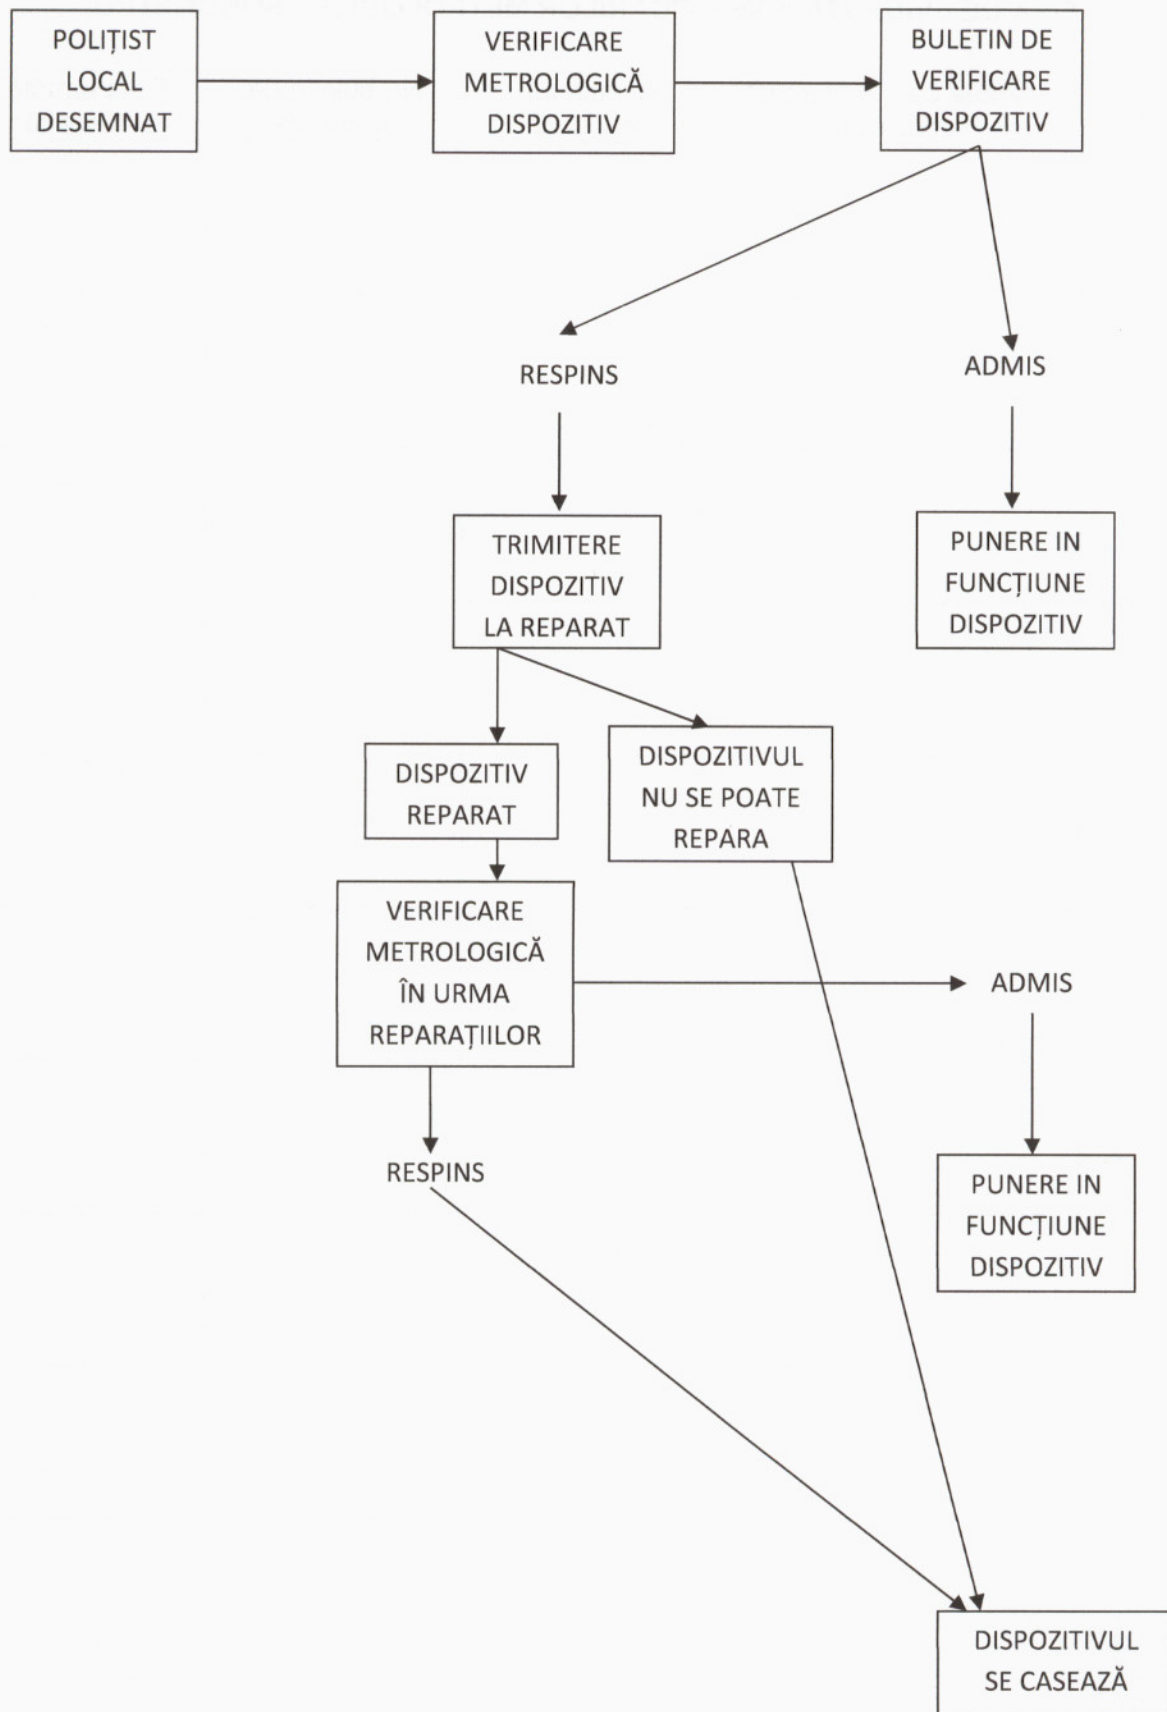 POLIȚIST
LOCAL
DESEMNAT
VERIFICARE
METROLOGICĂ
DISPOZITIV
BULETIN DE
VERIFICARE
DISPOZITIV
RESPINS
ADMIS
TRIMITERE
DISPOZITIV
LA REPARAT
PUNERE IN
FUNCȚIUNE
DISPOZITIV
DISPOZITIV
REPARAT
DISPOZITIVUL
NU SE POATE
REPARA
VERIFICARE
METROLOGICĂ
ÎN URMA
REPARAȚIILOR
ADMIS
RESPINS
PUNERE IN
FUNCȚIUNE
DISPOZITIV
DISPOZITIVUL
SE CASEAZĂ